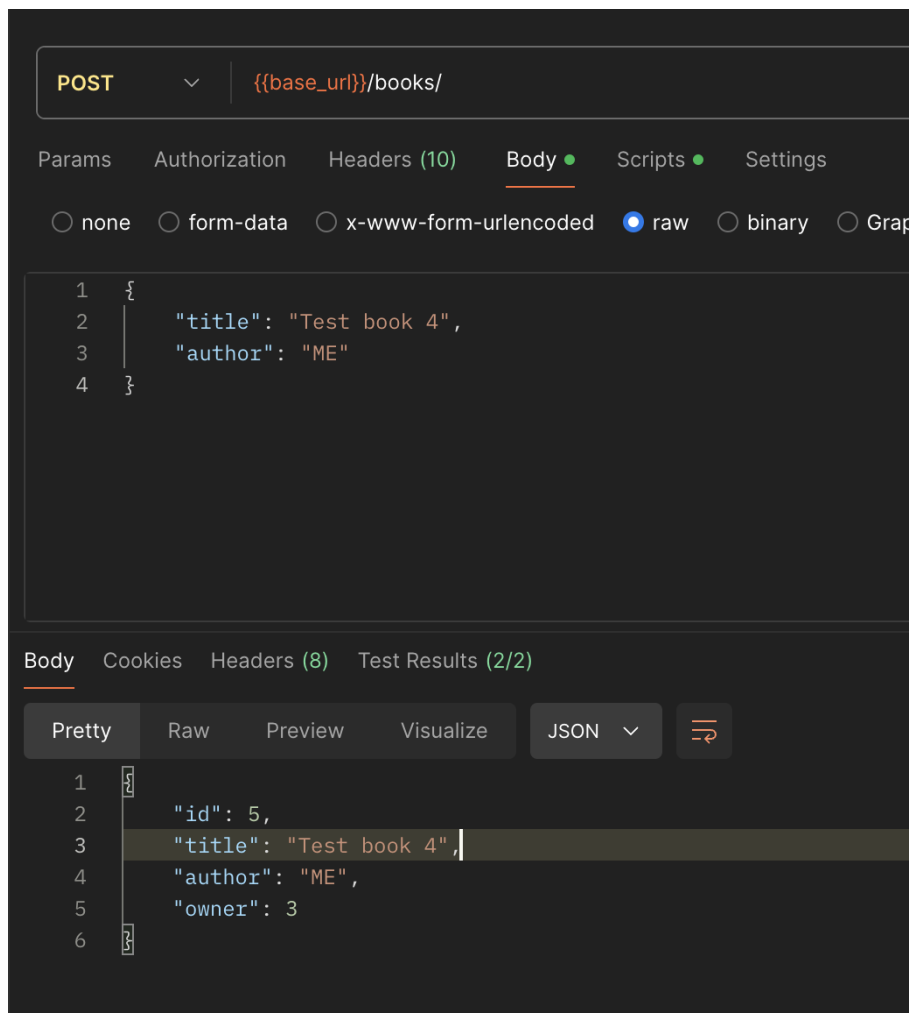 POST {{base_url}}/books/
Params Authorization Headers (10) Body Scripts Settings
none form-data x-www-form-urlencoded raw binary
1 {
2 "title": "Test book 4",
3 "author": "ME"
4 }
Body Cookies Headers (8) Test Results (2/2)
Pretty Raw Preview Visualize JSON
1 {
2 "id": 5,
3 "title": "Test book 4",
4 "author": "ME",
5 "owner": 3
6 }